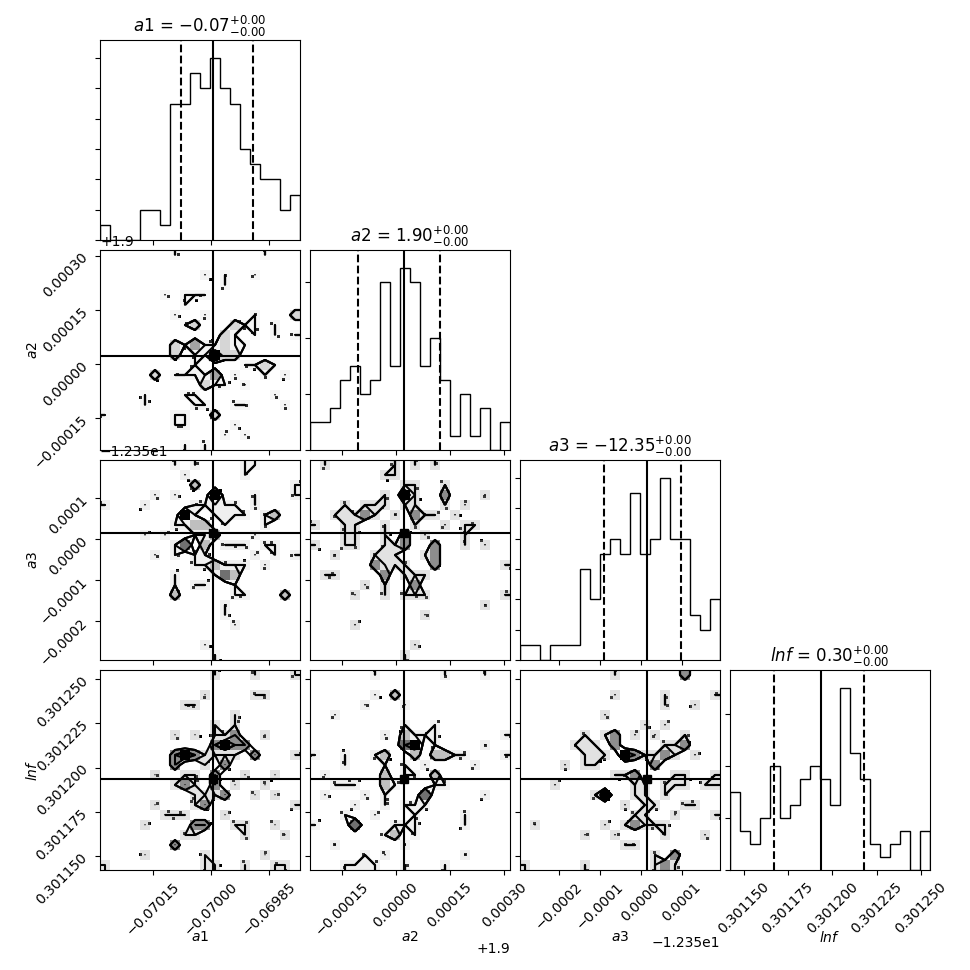 a1 = −0.07+0.00−0.00
+1.9
a2 = 1.90+0.00−0.00
a2
0.00030
0.00015
0.00000
−0.00015
−1.235e1
a3 = −12.35+0.00−0.00
a3
0.0001
0.0000
−0.0001
−0.0002
lnf = 0.30+0.00−0.00
lnf
0.301250
0.301225
0.301200
0.301175
0.301150
−0.07015 −0.07000 −0.06985
−0.00015 0.00000 0.00015 0.00030
−0.0002 −0.0001 0.0000 0.0001
0.301150 0.301175 0.301200 0.301225 0.301250
a1 a2 a3 lnf
+1.9 −1.235e1